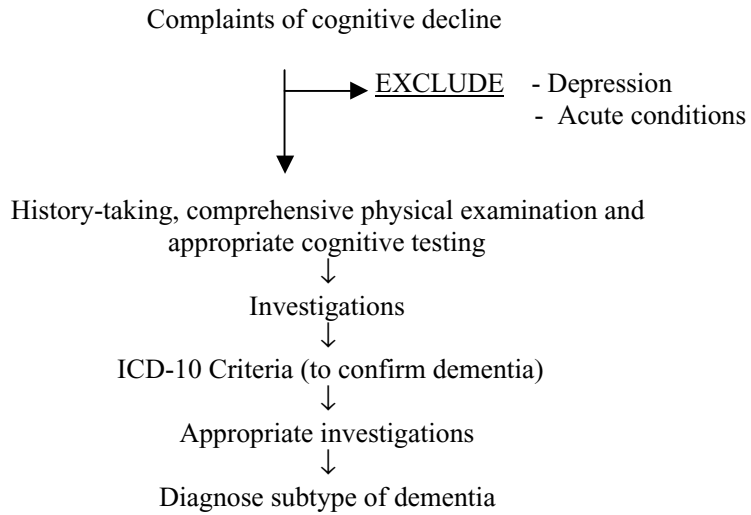 Complaints of cognitive decline
EXCLUDE - Depression
- Acute conditions
History-taking, comprehensive physical examination and
appropriate cognitive testing
Investigations
ICD-10 Criteria (to confirm dementia)
Appropriate investigations
Diagnose subtype of dementia